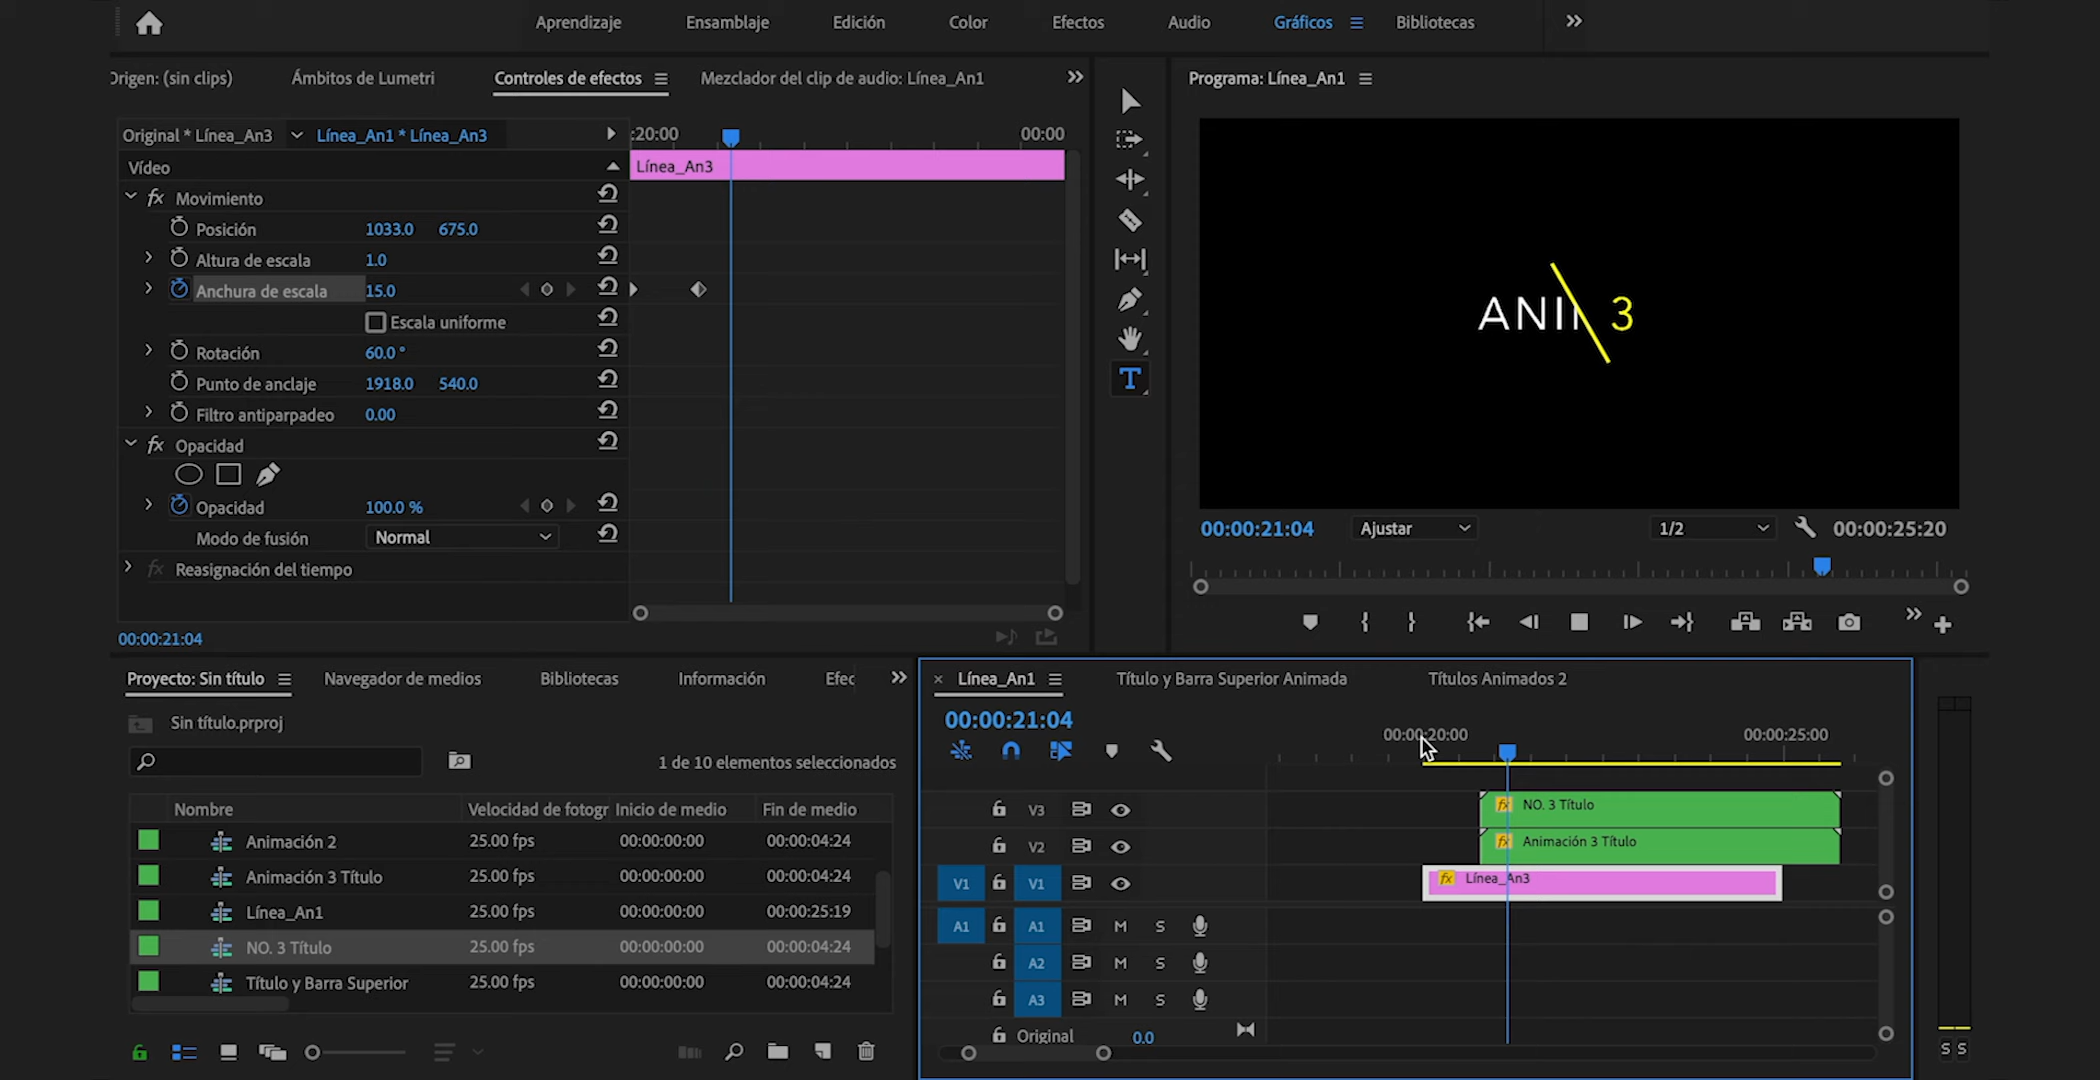 Aprendizaje Ensamblaje Edición Color Efectos Audio Gráficos Bibliotecas
Origen: (sin clips) Ámbitos de Lumetri Controles de efectos Mezclador del clip de audio: Línea_An1
Original * Línea_An3 Línea_An1 * Línea_An3
:20:00 00:00
Vídeo
Línea_An3
fx Movimiento
Posición 1033.0 675.0
Altura de escala 1.0
Anchura de escala 15.0
Escala uniforme
Rotación 60.0 °
Punto de anclaje 1918.0 540.0
Filtro antiparpadeo 0.00
fx Opacidad
Opacidad 100.0 %
Modo de fusión Normal
fx Reasignación del tiempo
00:00:21:04
T
Programa: Línea_An1
ANI 3
00:00:21:04 Ajustar 1/2 00:00:25:20
Proyecto: Sin título Navegador de medios Bibliotecas Información Efec
Sin título.prproj
1 de 10 elementos seleccionados
Nombre Velocidad de fotogr Inicio de medio Fin de medio
Animación 2 25.00 fps 00:00:00:00 00:00:04:24
Animación 3 Título 25.00 fps 00:00:00:00 00:00:04:24
Línea_An1 25.00 fps 00:00:00:00 00:00:25:19
NO. 3 Título 25.00 fps 00:00:00:00 00:00:04:24
Título y Barra Superior 25.00 fps 00:00:00:00 00:00:04:24
Línea_An1 Título y Barra Superior Animada Títulos Animados 2
00:00:21:04
00:00:20:00 00:00:25:00
V3 fx NO. 3 Título
V2 fx Animación 3 Título
V1 V1 fx Línea_An3
A1 A1 M S
A2 M S
A3 M S
Original 0.0
S S